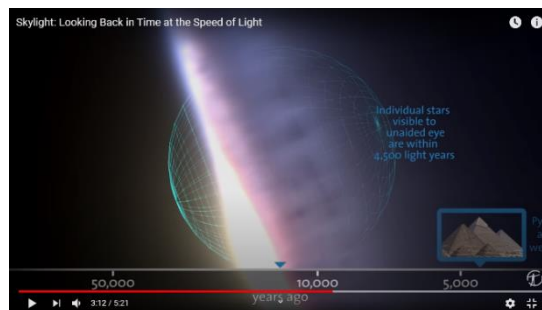 Skylight: Looking Back in Time at the Speed of Light
Individual stars
visible to
unaided eye
are within
4,500 light years
50,000
10,000
5,000
years ago
3:12 / 5:21